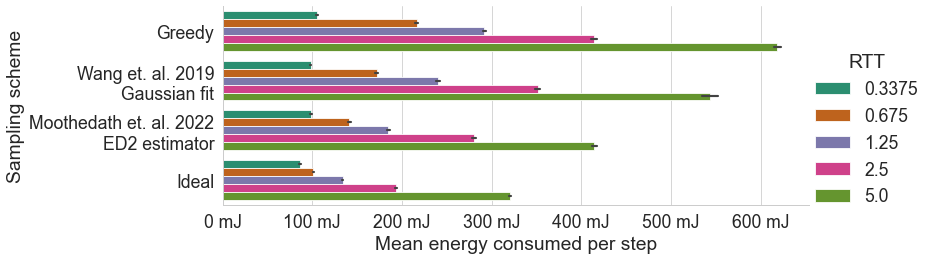 Sampling scheme
Greedy
Wang et. al. 2019
Gaussian fit
Moothedath et. al. 2022
ED2 estimator
Ideal
0 mJ 100 mJ 200 mJ 300 mJ 400 mJ 500 mJ 600 mJ
Mean energy consumed per step
RTT
0.3375
0.675
1.25
2.5
5.0